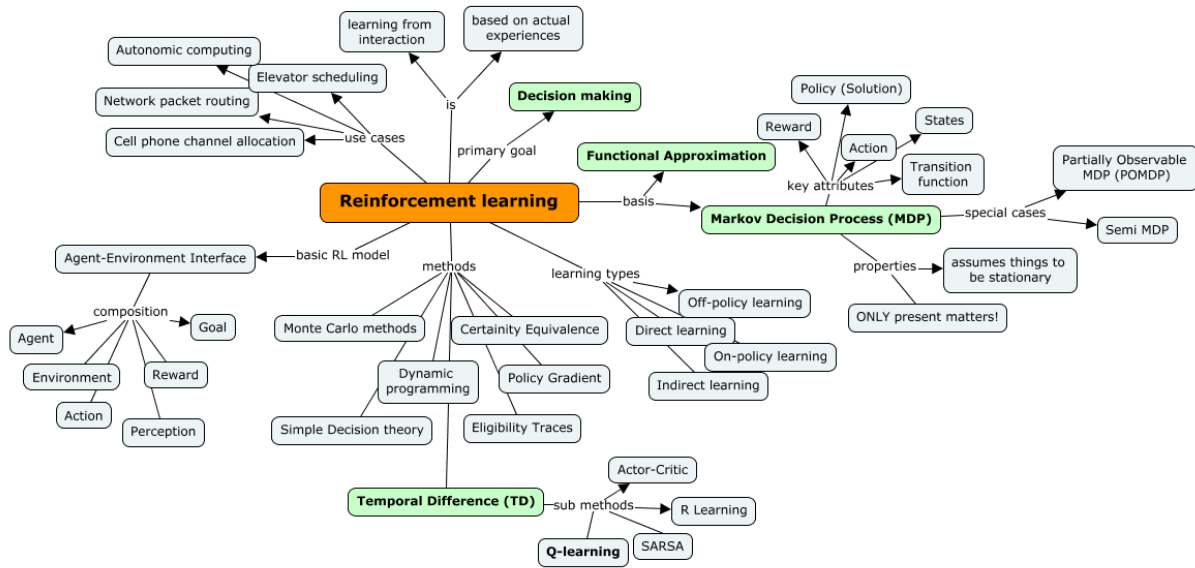 learning from
interaction
based on actual
experiences
Autonomic computing
Elevator scheduling
Network packet routing
Cell phone channel allocation
use cases
is
Decision making
primary goal
Functional Approximation
Policy (Solution)
Reward
States
Action
Transition
function
key attributes
Partially Observable
MDP (POMDP)
Reinforcement learning
basis
Markov Decision Process (MDP)
special cases
Semi MDP
basic RL model
Agent-Environment Interface
methods
learning types
properties
assumes things to
be stationary
ONLY present matters!
composition
Agent
Goal
Environment
Reward
Action
Perception
Monte Carlo methods
Certainity Equivalence
Dynamic
programming
Policy Gradient
Simple Decision theory
Eligibility Traces
Off-policy learning
Direct learning
On-policy learning
Indirect learning
Temporal Difference (TD)
sub methods
Actor-Critic
R Learning
Q-learning
SARSA